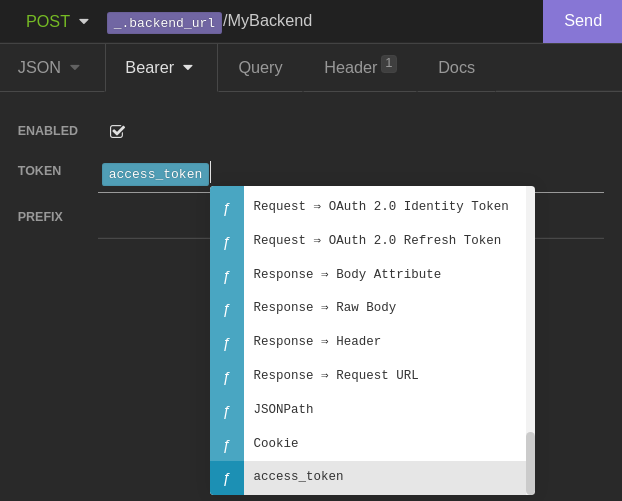 POST _.backend_url/MyBackend Send
JSON Bearer Query Header 1 Docs
ENABLED
TOKEN access_token
PREFIX
ƒ Request ⇒ OAuth 2.0 Identity Token
ƒ Request ⇒ OAuth 2.0 Refresh Token
ƒ Response ⇒ Body Attribute
ƒ Response ⇒ Raw Body
ƒ Response ⇒ Header
ƒ Response ⇒ Request URL
ƒ JSONPath
ƒ Cookie
ƒ access_token